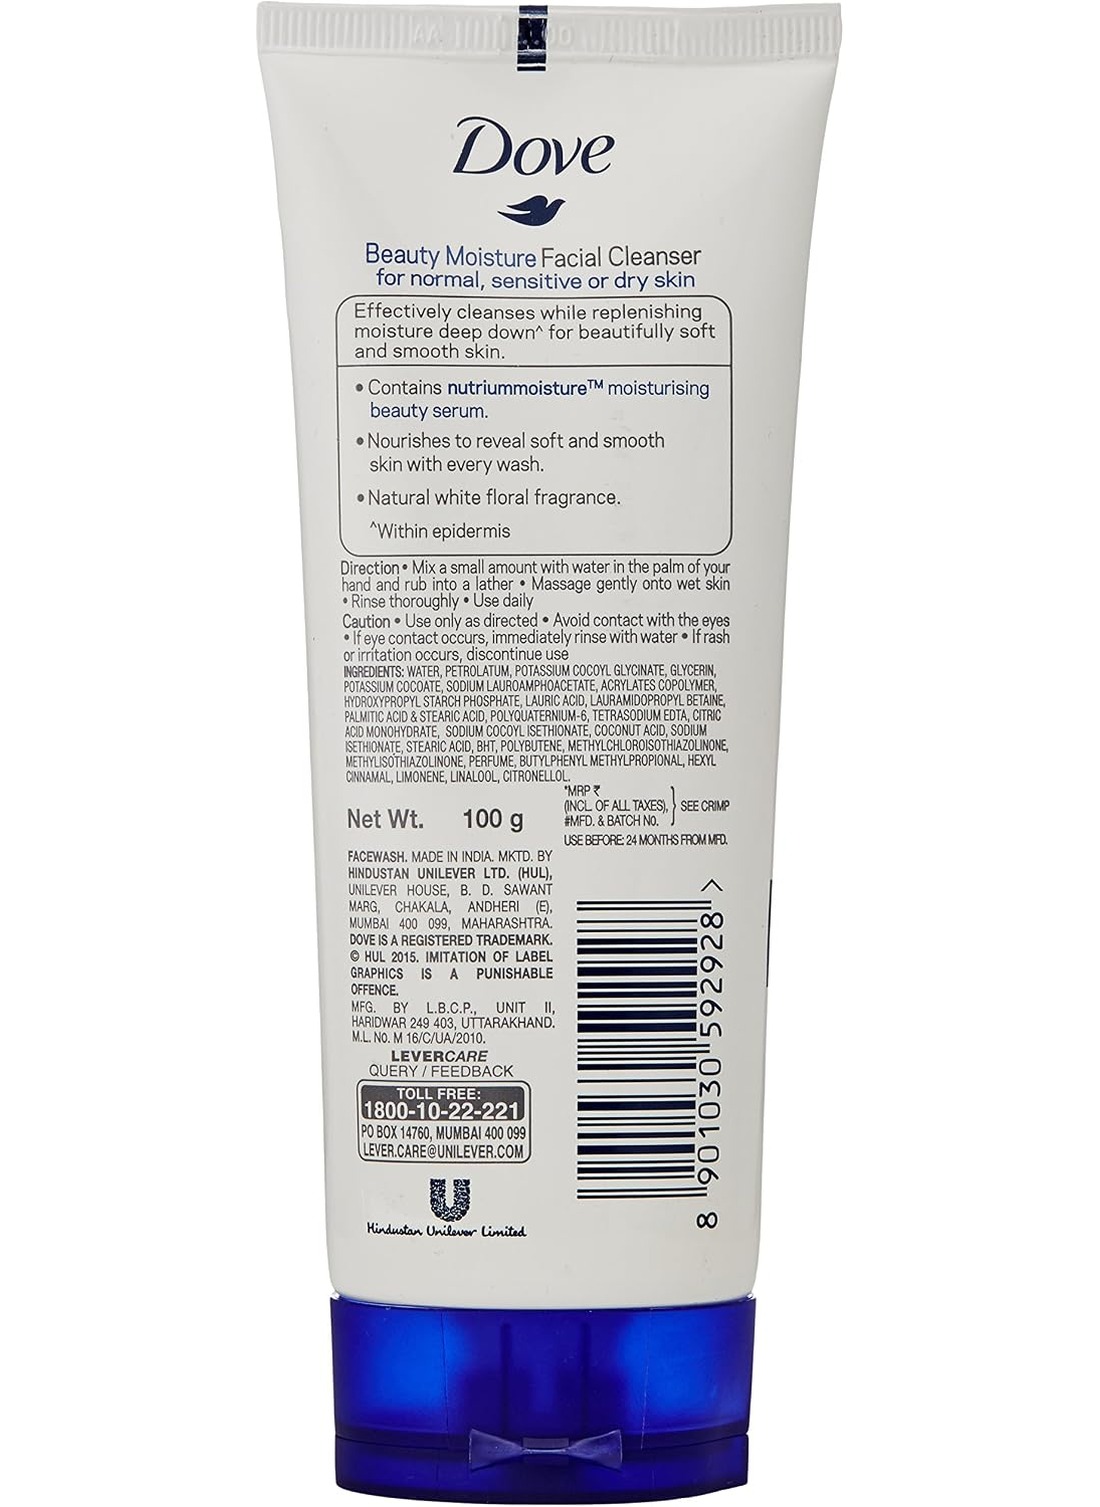 Dove
Beauty Moisture Facial Cleanser
for normal, sensitive or dry skin
Effectively cleanses while replenishing
moisture deep down^ for beautifully soft
and smooth skin.
• Contains nutriummoisture™ moisturising
beauty serum.
• Nourishes to reveal soft and smooth
skin with every wash.
• Natural white floral fragrance.
^Within epidermis
Direction • Mix a small amount with water in the palm of your
hand and rub into a lather • Massage gently onto wet skin
• Rinse thoroughly • Use daily
Caution • Use only as directed • Avoid contact with the eyes
• If eye contact occurs, immediately rinse with water • If rash
or irritation occurs, discontinue use
INGREDIENTS: WATER, PETROLATUM, POTASSIUM COCOYL GLYCINATE, GLYCERIN,
POTASSIUM COCOATE, SODIUM LAUROAMPHOACETATE, ACRYLATES COPOLYMER,
HYDROXYPROPYL STARCH PHOSPHATE, LAURIC ACID, LAURAMIDOPROPYL BETAINE,
PALMITIC ACID & STEARIC ACID, POLYQUATERNIUM-6, TETRASODIUM EDTA, CITRIC
ACID MONOHYDRATE, SODIUM COCOYL ISETHIONATE, COCONUT ACID, SODIUM
ISETHIONATE, STEARIC ACID, BHT, POLYBUTENE, METHYLCHLOROISOTHIAZOLINONE,
METHYLISOTHIAZOLINONE, PERFUME, BUTYLPHENYL METHYLPROPIONAL, HEXYL
CINNAMAL, LIMONENE, LINALOOL, CITRONELLOL.
*MRP ₹
(INCL. OF ALL TAXES), } SEE CRIMP
#MFD. & BATCH No.
Net Wt. 100 g
USE BEFORE: 24 MONTHS FROM MFD.
FACEWASH. MADE IN INDIA. MKTD. BY
HINDUSTAN UNILEVER LTD. (HUL),
UNILEVER HOUSE, B. D. SAWANT
MARG, CHAKALA, ANDHERI (E),
MUMBAI 400 099, MAHARASHTRA.
DOVE IS A REGISTERED TRADEMARK.
© HUL 2015. IMITATION OF LABEL
GRAPHICS IS A PUNISHABLE
OFFENCE.
MFG. BY L.B.C.P., UNIT II,
HARIDWAR 249 403, UTTARAKHAND.
M.L. No. M 16/C/UA/2010.
LEVERCARE
QUERY / FEEDBACK
TOLL FREE:
1800-10-22-221
PO BOX 14760, MUMBAI 400 099
LEVER.CARE@UNILEVER.COM
Hindustan Unilever Limited
8 901030 592928 >